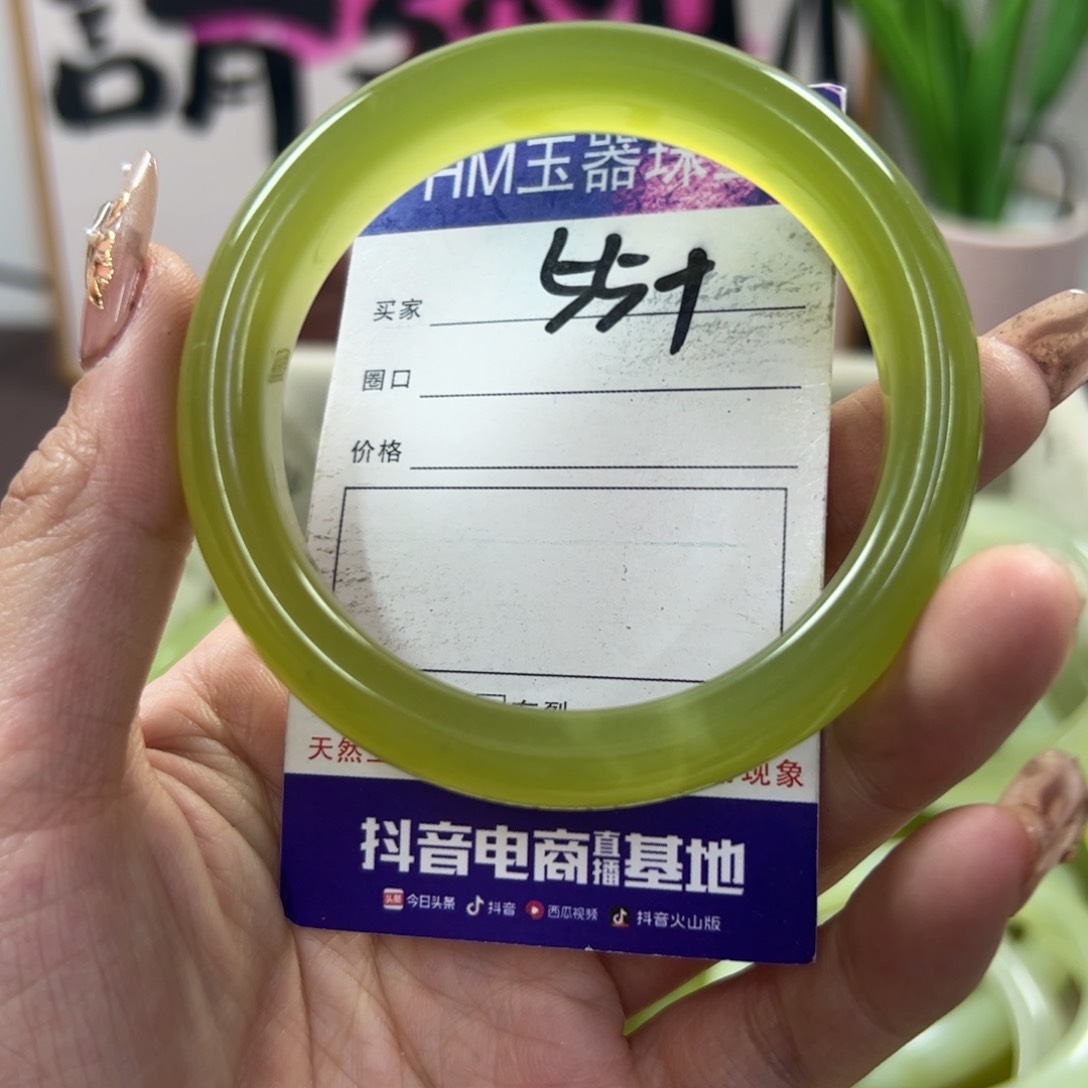 HM玉器珠
买家
圈口
价格
天然
现象
抖音电商直播基地
今日头条 抖音 西瓜视频 抖音火山版